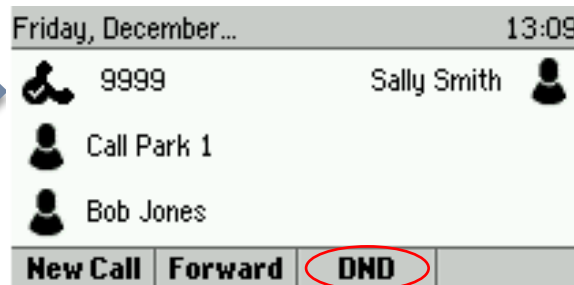 Friday, December... 13:09
9999 Sally Smith
Call Park 1
Bob Jones
New Call Forward DND